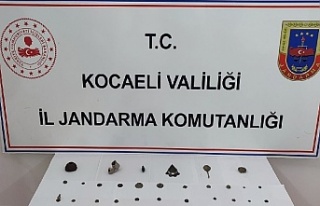 T.C.
KOCAELİ VALİLİĞİ
İL JANDARMA KOMUTANLIĞI